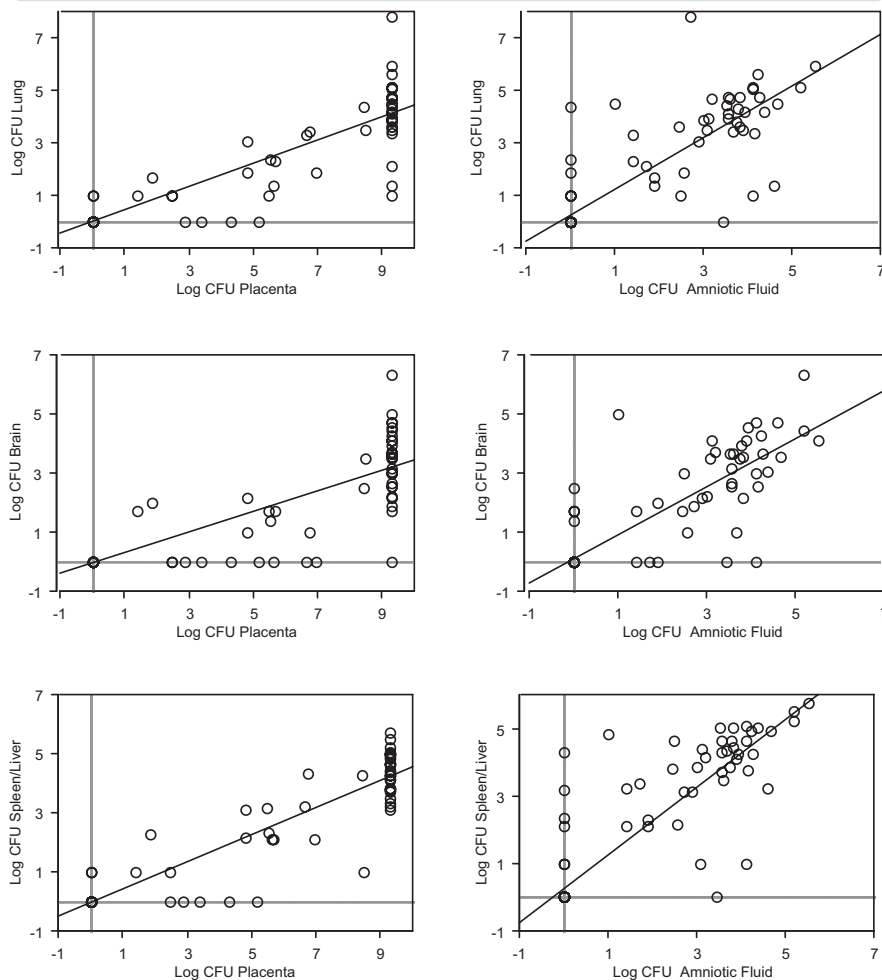 7
5
3
1
-1
Log CFU Lung
-1 1 3 5 7 9
Log CFU Placenta
7
5
3
1
-1
Log CFU Lung
-1 1 3 5 7
Log CFU Amniotic Fluid
7
5
3
1
-1
Log CFU Brain
-1 1 3 5 7 9
Log CFU Placenta
7
5
3
1
-1
Log CFU Brain
-1 1 3 5
Log CFU Amniotic Fluid
7
5
3
1
-1
Log CFU Spleen/Liver
-1 1 3 5 7 9
Log CFU Placenta
5
3
1
-1
Log CFU Spleen/Liver
-1 1 3 5 7
Log CFU Amniotic Fluid